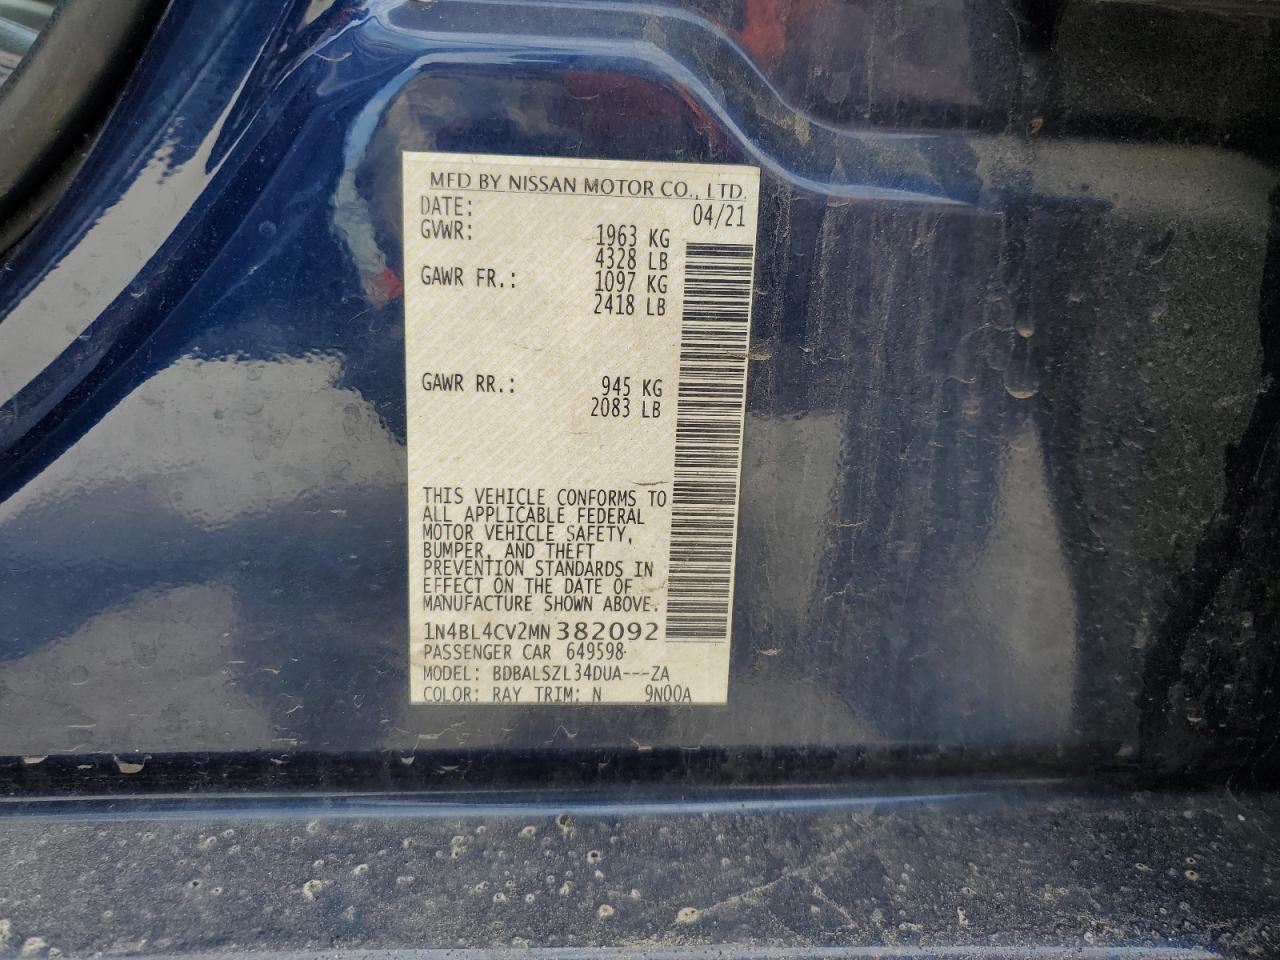 MFD BY NISSAN MOTOR CO., LTD.
DATE: 04/21
GVWR: 1963 KG
4328 LB
GAWR FR.: 1097 KG
2418 LB
GAWR RR.: 945 KG
2083 LB
THIS VEHICLE CONFORMS TO
ALL APPLICABLE FEDERAL
MOTOR VEHICLE SAFETY,
BUMPER, AND THEFT
PREVENTION STANDARDS IN
EFFECT ON THE DATE OF
MANUFACTURE SHOWN ABOVE.
1N4BL4CV2MN382092
PASSENGER CAR 649598
MODEL: BDBALSZL34DUA---ZA
COLOR: RAY TRIM: N 9N00A